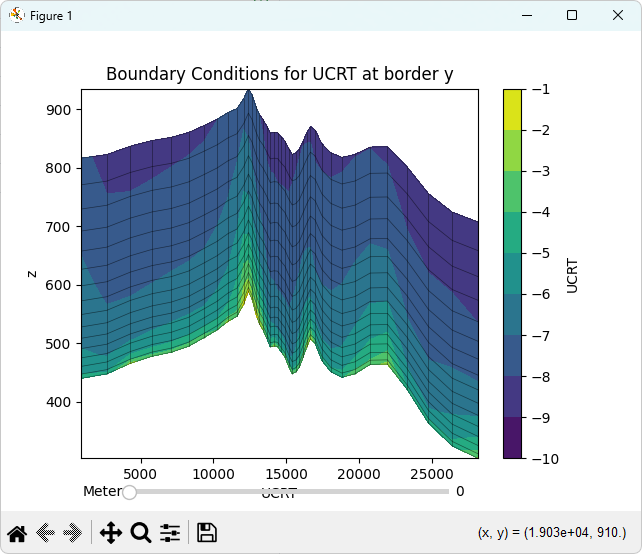 Figure 1
Boundary Conditions for UCRT at border y
900
800
700
600
500
400
z
5000 10000 15000 20000 25000
UCRT
Meter 0
-1
-2
-3
-4
-5
-6
-7
-8
-9
-10
UCRT
(x, y) = (1.903e+04, 910.)